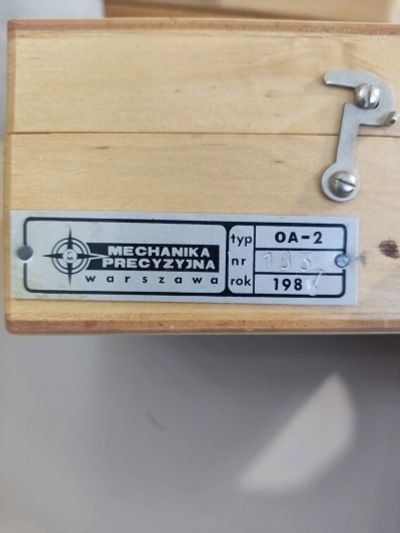 MECHANIKA
PRECYZYJNA
warszawa
typ OA-2
nr
rok 198